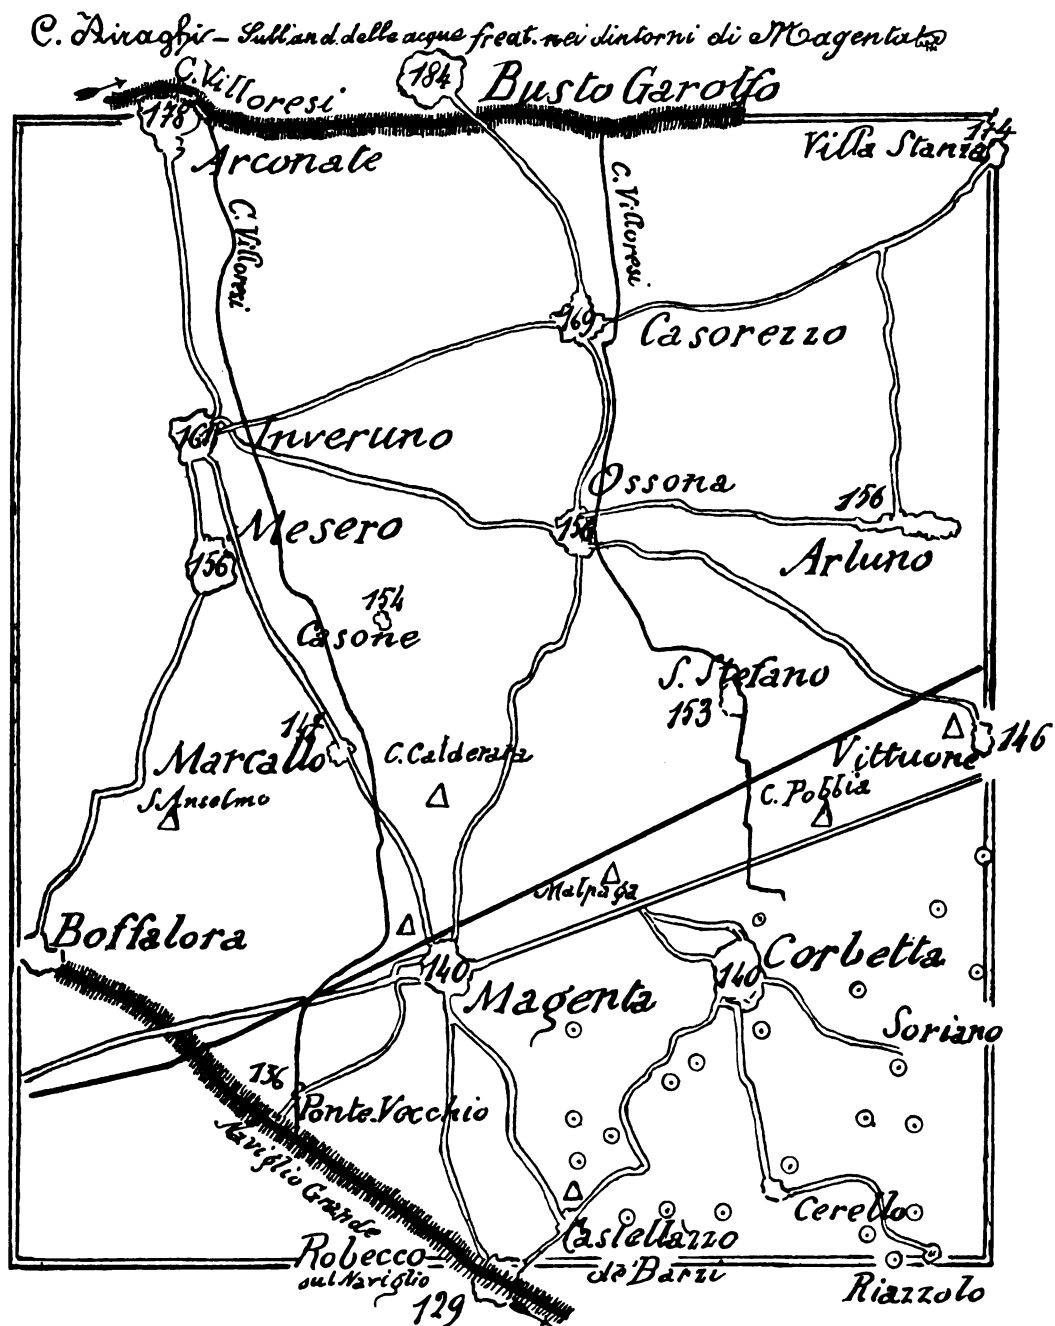 C. Airaghi – Sull'and. delle acque freat. nei dintorni di Magenta
C. Villoresi
184
Busto Garolfo
178
Arconate
174
Villa Stanza
C. Villoresi
C. Villoresi
169
Casorezzo
161
Inveruno
Ossona
156
Mesero
158
156
Arluno
154
Casone
S. Stefano
153
Marcallo
C. Calderara
Vittuone
146
S. Anselmo
C. Pobbia
Malpaga
Boffalora
140
Magenta
140
Corbetta
Soriano
136
Ponte Vecchio
Naviglio Grande
Cerello
Castellazzo
de' Barzi
Robecco
sul Naviglio
129
Riazzolo